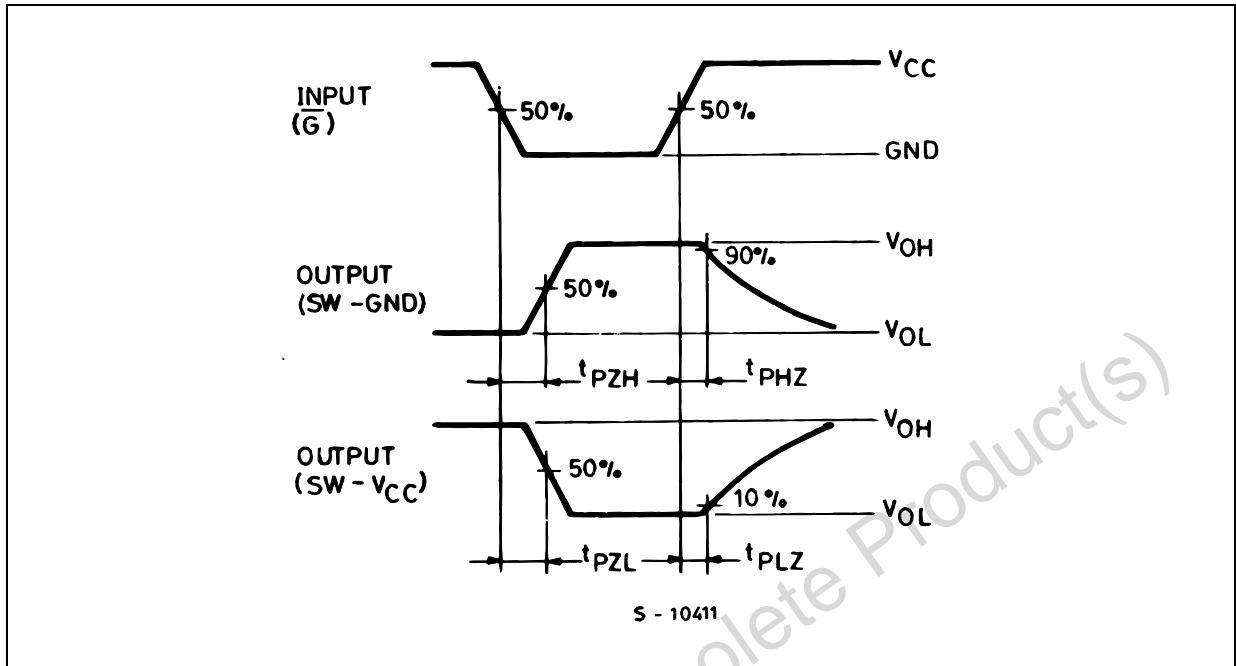 INPUT
(G̅)
50%
50%
VCC
GND
OUTPUT
(SW - GND)
50%
90%
VOH
VOL
tPZH
tPHZ
OUTPUT
(SW - VCC)
50%
10%
VOH
VOL
tPZL
tPLZ
S - 10411
olete Product(s)